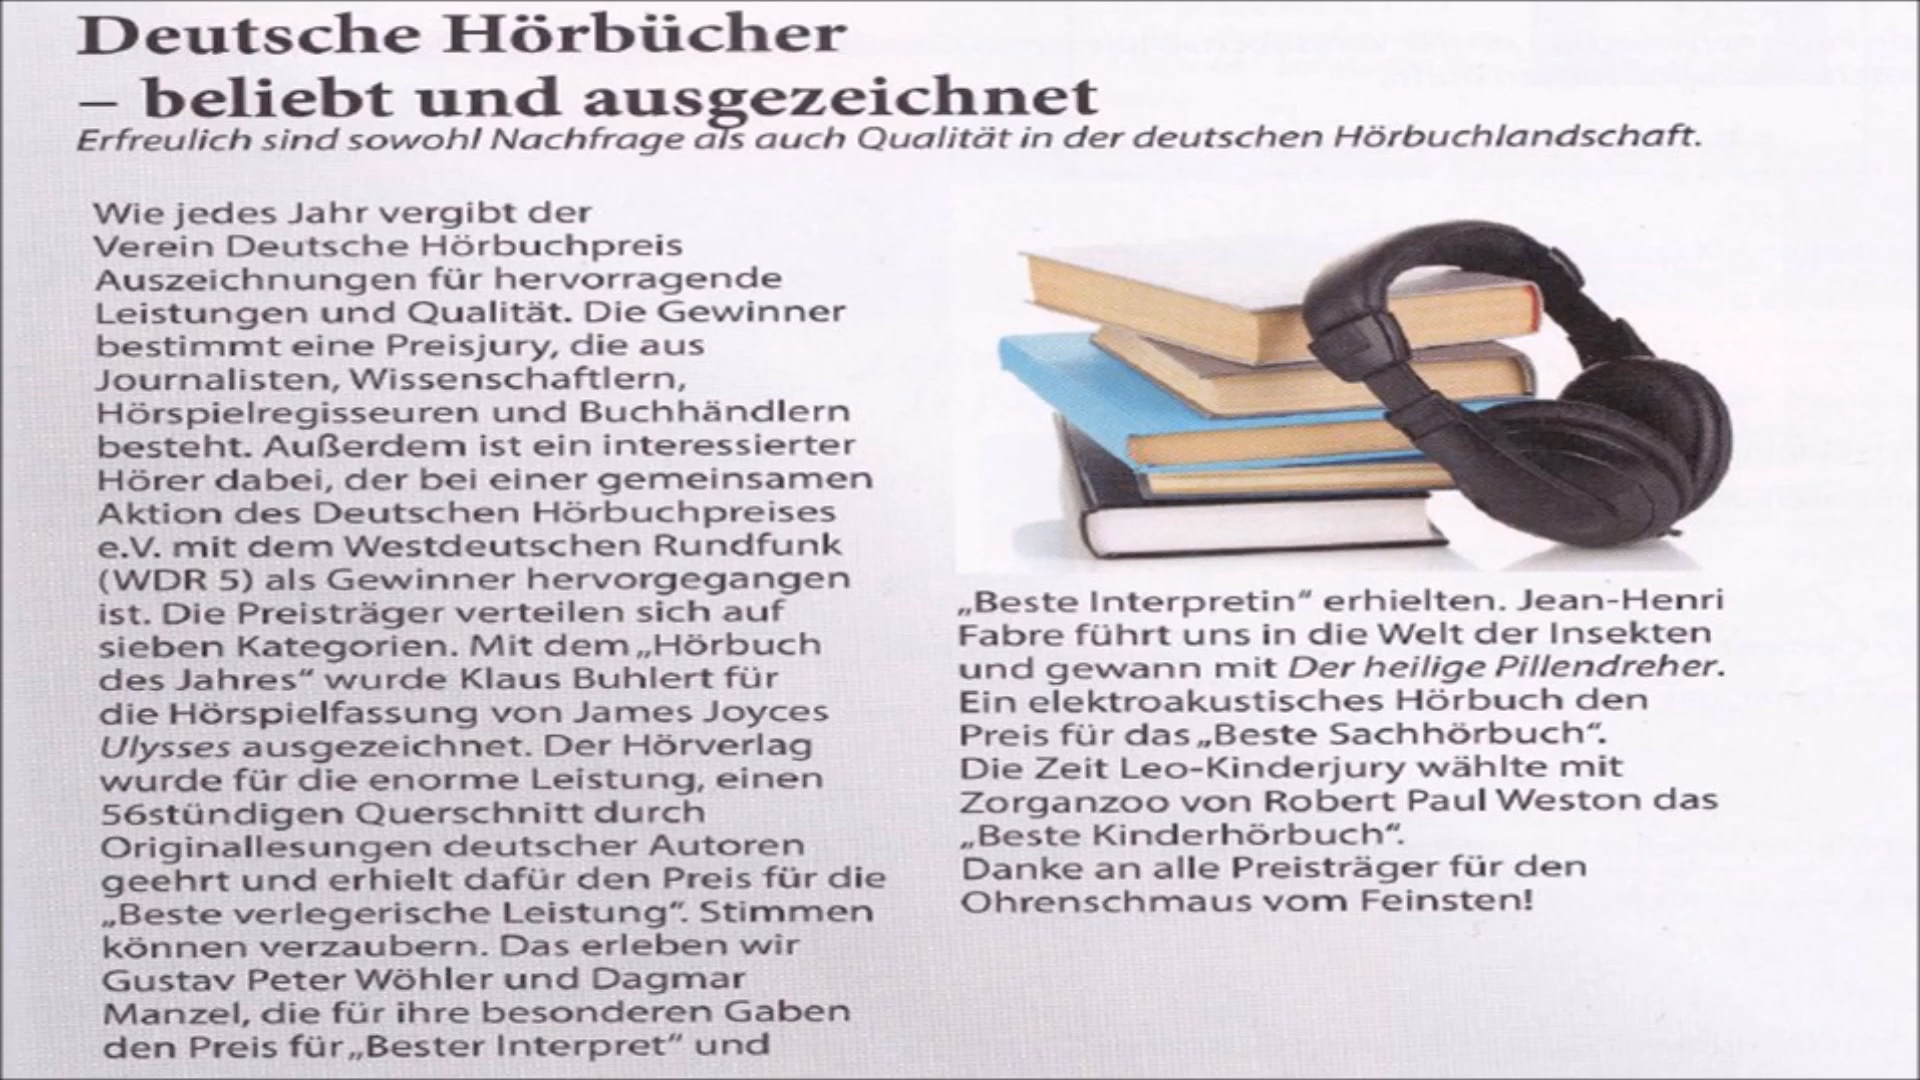 Deutsche Hörbücher
– beliebt und ausgezeichnet
Erfreulich sind sowohl Nachfrage als auch Qualität in der deutschen Hörbuchlandschaft.
Wie jedes Jahr vergibt der
Verein Deutsche Hörbuchpreis
Auszeichnungen für hervorragende
Leistungen und Qualität. Die Gewinner
bestimmt eine Preisjury, die aus
Journalisten, Wissenschaftlern,
Hörspielregisseuren und Buchhändlern
besteht. Außerdem ist ein interessierter
Hörer dabei, der bei einer gemeinsamen
Aktion des Deutschen Hörbuchpreises
e.V. mit dem Westdeutschen Rundfunk
(WDR 5) als Gewinner hervorgegangen
ist. Die Preisträger verteilen sich auf
sieben Kategorien. Mit dem „Hörbuch
des Jahres“ wurde Klaus Buhlert für
die Hörspielfassung von James Joyces
Ulysses ausgezeichnet. Der Hörverlag
wurde für die enorme Leistung, einen
56stündigen Querschnitt durch
Originallesungen deutscher Autoren
geehrt und erhielt dafür den Preis für die
„Beste verlegerische Leistung“. Stimmen
können verzaubern. Das erleben wir
Gustav Peter Wöhler und Dagmar
Manzel, die für ihre besonderen Gaben
den Preis für „Bester Interpret“ und
„Beste Interpretin“ erhielten. Jean-Henri
Fabre führt uns in die Welt der Insekten
und gewann mit Der heilige Pillendreher.
Ein elektroakustisches Hörbuch den
Preis für das „Beste Sachhörbuch“.
Die Zeit Leo-Kinderjury wählte mit
Zorganzoo von Robert Paul Weston das
„Beste Kinderhörbuch“.
Danke an alle Preisträger für den
Ohrenschmaus vom Feinsten!